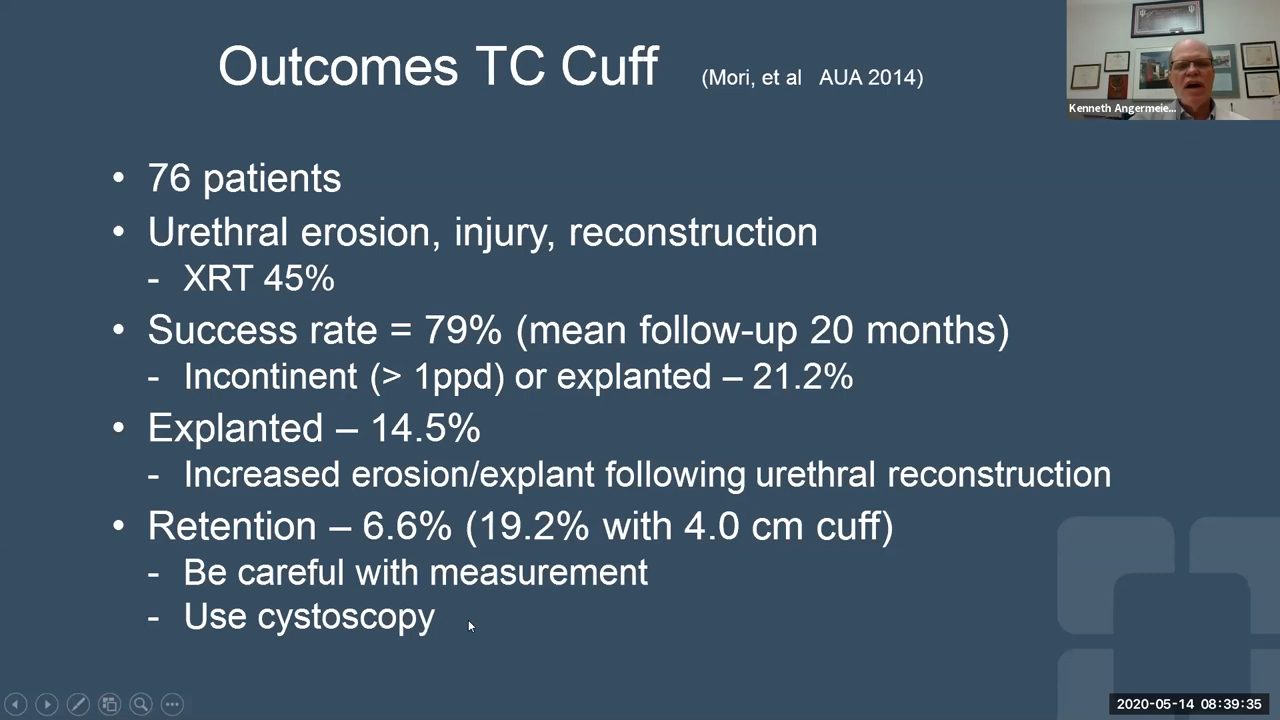 Outcomes TC Cuff (Mori, et al AUA 2014)
Kenneth Angermeie...
• 76 patients
• Urethral erosion, injury, reconstruction
- XRT 45%
• Success rate = 79% (mean follow-up 20 months)
- Incontinent (> 1ppd) or explanted – 21.2%
• Explanted – 14.5%
- Increased erosion/explant following urethral reconstruction
• Retention – 6.6% (19.2% with 4.0 cm cuff)
- Be careful with measurement
- Use cystoscopy
2020-05-14 08:39:35